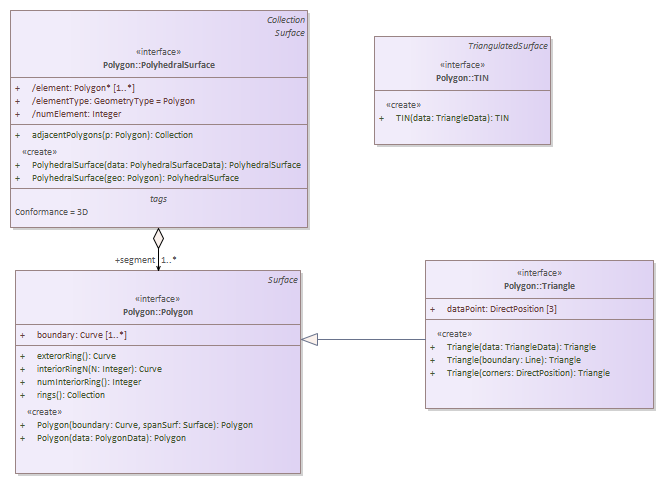 Collection
Surface
«interface»
Polygon::PolyhedralSurface
+ /element: Polygon* [1..*]
+ /elementType: GeometryType = Polygon
+ /numElement: Integer
+ adjacentPolygons(p: Polygon): Collection
«create»
+ PolyhedralSurface(data: PolyhedralSurfaceData): PolyhedralSurface
+ PolyhedralSurface(geo: Polygon): PolyhedralSurface
tags
Conformance = 3D
TriangulatedSurface
«interface»
Polygon::TIN
«create»
+ TIN(data: TriangleData): TIN
+segment 1..*
Surface
«interface»
Polygon::Polygon
+ boundary: Curve [1..*]
+ exterorRing(): Curve
+ interiorRingN(N: Integer): Curve
+ numInteriorRing(): Integer
+ rings(): Collection
«create»
+ Polygon(boundary: Curve, spanSurf: Surface): Polygon
+ Polygon(data: PolygonData): Polygon
«interface»
Polygon::Triangle
+ dataPoint: DirectPosition [3]
«create»
+ Triangle(data: TriangleData): Triangle
+ Triangle(boundary: Line): Triangle
+ Triangle(corners: DirectPosition): Triangle